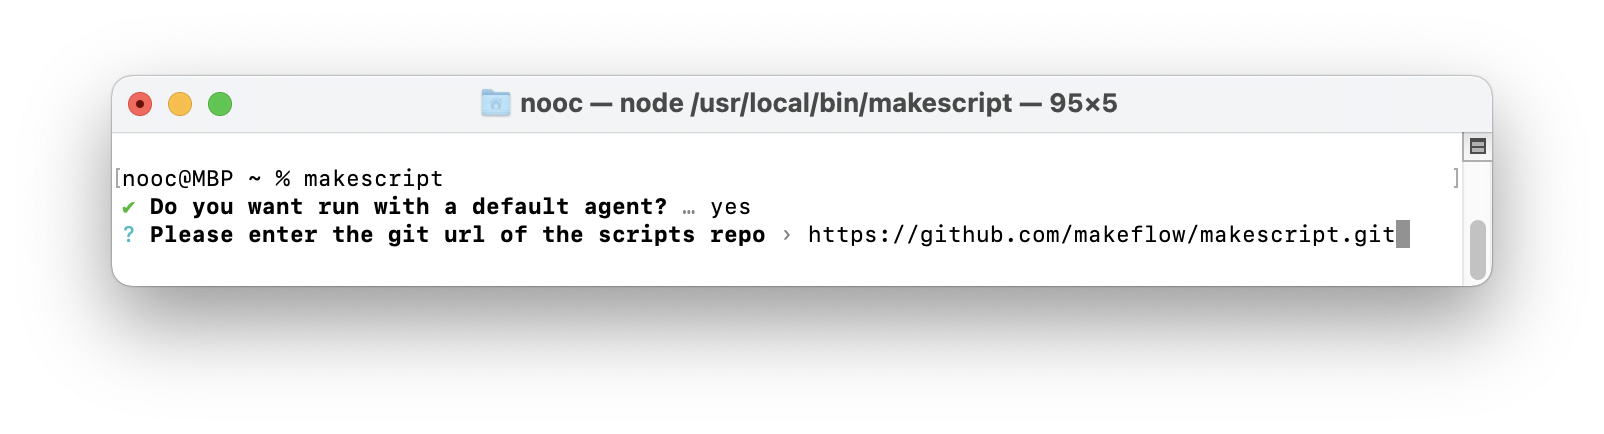 nooc — node /usr/local/bin/makescript — 95×5
[nooc@MBP ~ % makescript ]
✔ Do you want run with a default agent? … yes
? Please enter the git url of the scripts repo › https://github.com/makeflow/makescript.git